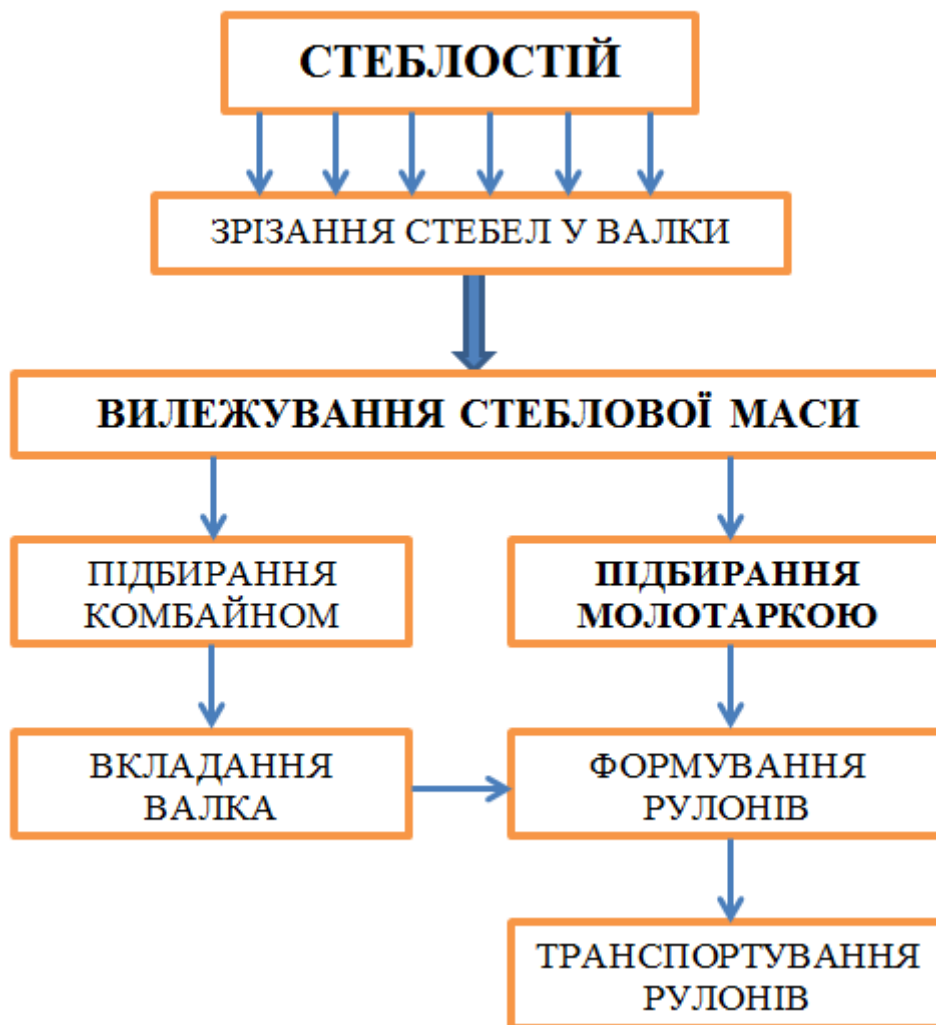 СТЕБЛОСТІЙ
ЗРІЗАННЯ СТЕБЕЛ У ВАЛКИ
ВИЛЕЖУВАННЯ СТЕБЛОВОЇ МАСИ
ПІДБИРАННЯ
КОМБАЙНОМ
ПІДБИРАННЯ
МОЛОТАРКОЮ
ВКЛАДАННЯ
ВАЛКА
ФОРМУВАННЯ
РУЛОНІВ
ТРАНСПОРТУВАННЯ
РУЛОНІВ